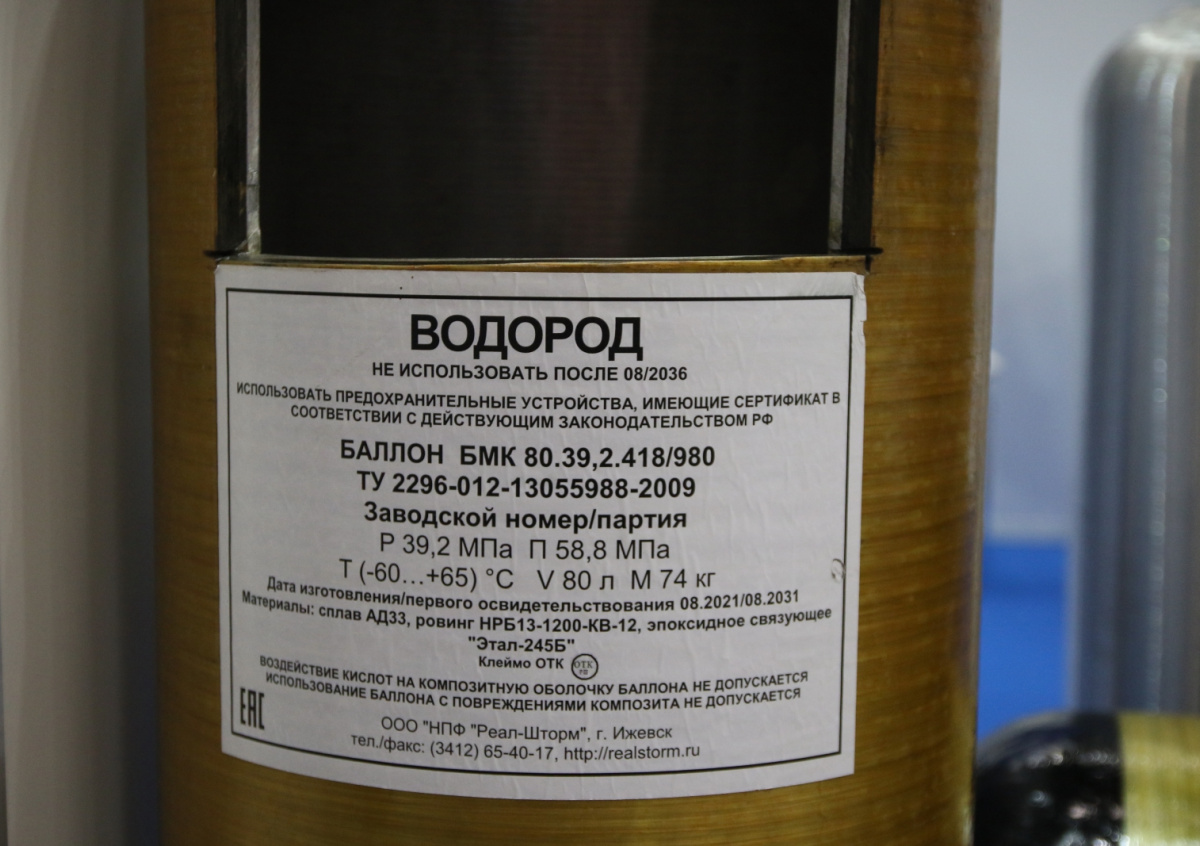 ВОДОРОД
НЕ ИСПОЛЬЗОВАТЬ ПОСЛЕ 08/2036
ИСПОЛЬЗОВАТЬ ПРЕДОХРАНИТЕЛЬНЫЕ УСТРОЙСТВА, ИМЕЮЩИЕ СЕРТИФИКАТ В
СООТВЕТСТВИИ С ДЕЙСТВУЮЩИМ ЗАКОНОДАТЕЛЬСТВОМ РФ
БАЛЛОН БМК 80.39,2.418/980
ТУ 2296-012-13055988-2009
Заводской номер/партия
Р 39,2 МПа П 58,8 МПа
Т (-60...+65) °С V 80 л М 74 кг
Дата изготовления/первого освидетельствования 08.2021/08.2031
Материалы: сплав АД33, ровинг НРБ13-1200-КВ-12, эпоксидное связующее
"Этал-245Б"
Клеймо ОТК ОТК
ВОЗДЕЙСТВИЕ КИСЛОТ НА КОМПОЗИТНУЮ ОБОЛОЧКУ БАЛЛОНА НЕ ДОПУСКАЕТСЯ
ИСПОЛЬЗОВАНИЕ БАЛЛОНА С ПОВРЕЖДЕНИЯМИ КОМПОЗИТА НЕ ДОПУСКАЕТСЯ
EAC
ООО "НПФ "Реал-Шторм", г. Ижевск
тел./факс: (3412) 65-40-17, http://realstorm.ru